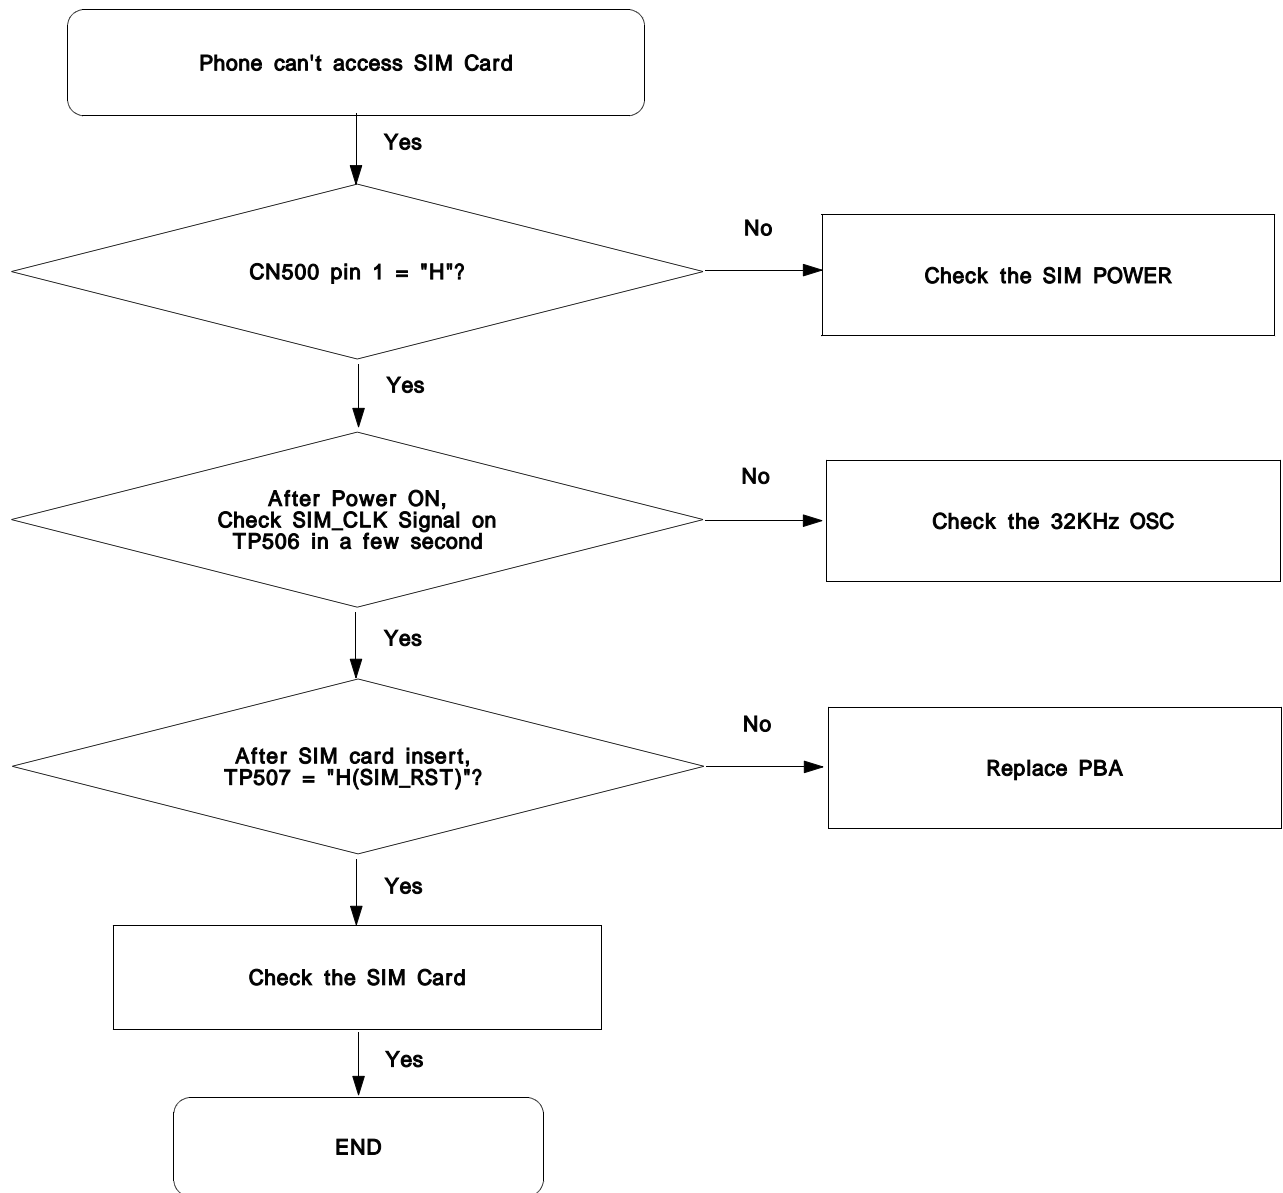 Phone can't access SIM Card
Yes
CN500 pin 1 = "H"?
No
Check the SIM POWER
Yes
After Power ON,
Check SIM_CLK Signal on
TP506 in a few second
No
Check the 32KHz OSC
Yes
After SIM card insert,
TP507 = "H(SIM_RST)"?
No
Replace PBA
Yes
Check the SIM Card
Yes
END